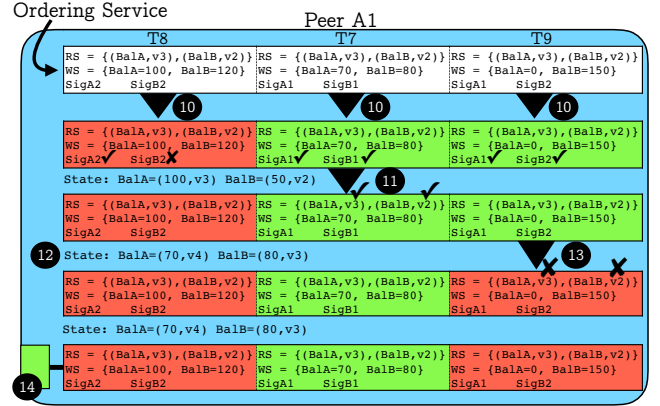 Ordering Service
Peer A1
T8 T7 T9
RS = {(BalA,v3),(BalB,v2)} RS = {(BalA,v3),(BalB,v2)} RS = {(BalA,v3),(BalB,v2)}
WS = {BalA=100, BalB=120} WS = {BalA=70, BalB=80} WS = {BalA=0, BalB=150}
SigA2 SigB2 SigA1 SigB1 SigA1 SigB2
10 10 10
RS = {(BalA,v3),(BalB,v2)} RS = {(BalA,v3),(BalB,v2)} RS = {(BalA,v3),(BalB,v2)}
WS = {BalA=100, BalB=120} WS = {BalA=70, BalB=80} WS = {BalA=0, BalB=150}
SigA2✓ SigB2✗ SigA1✓ SigB1✓ SigA1✓ SigB2✓
State: BalA=(100,v3) BalB=(50,v2) 11
✓ ✓
RS = {(BalA,v3),(BalB,v2)} RS = {(BalA,v3),(BalB,v2)} RS = {(BalA,v3),(BalB,v2)}
WS = {BalA=100, BalB=120} WS = {BalA=70, BalB=80} WS = {BalA=0, BalB=150}
SigA2 SigB2 SigA1 SigB1 SigA1 SigB2
12 State: BalA=(70,v4) BalB=(80,v3) 13
✗ ✗
RS = {(BalA,v3),(BalB,v2)} RS = {(BalA,v3),(BalB,v2)} RS = {(BalA,v3),(BalB,v2)}
WS = {BalA=100, BalB=120} WS = {BalA=70, BalB=80} WS = {BalA=0, BalB=150}
SigA2 SigB2 SigA1 SigB1 SigA1 SigB2
State: BalA=(70,v4) BalB=(80,v3)
RS = {(BalA,v3),(BalB,v2)} RS = {(BalA,v3),(BalB,v2)} RS = {(BalA,v3),(BalB,v2)}
WS = {BalA=100, BalB=120} WS = {BalA=70, BalB=80} WS = {BalA=0, BalB=150}
14 SigA2 SigB2 SigA1 SigB1 SigA1 SigB2